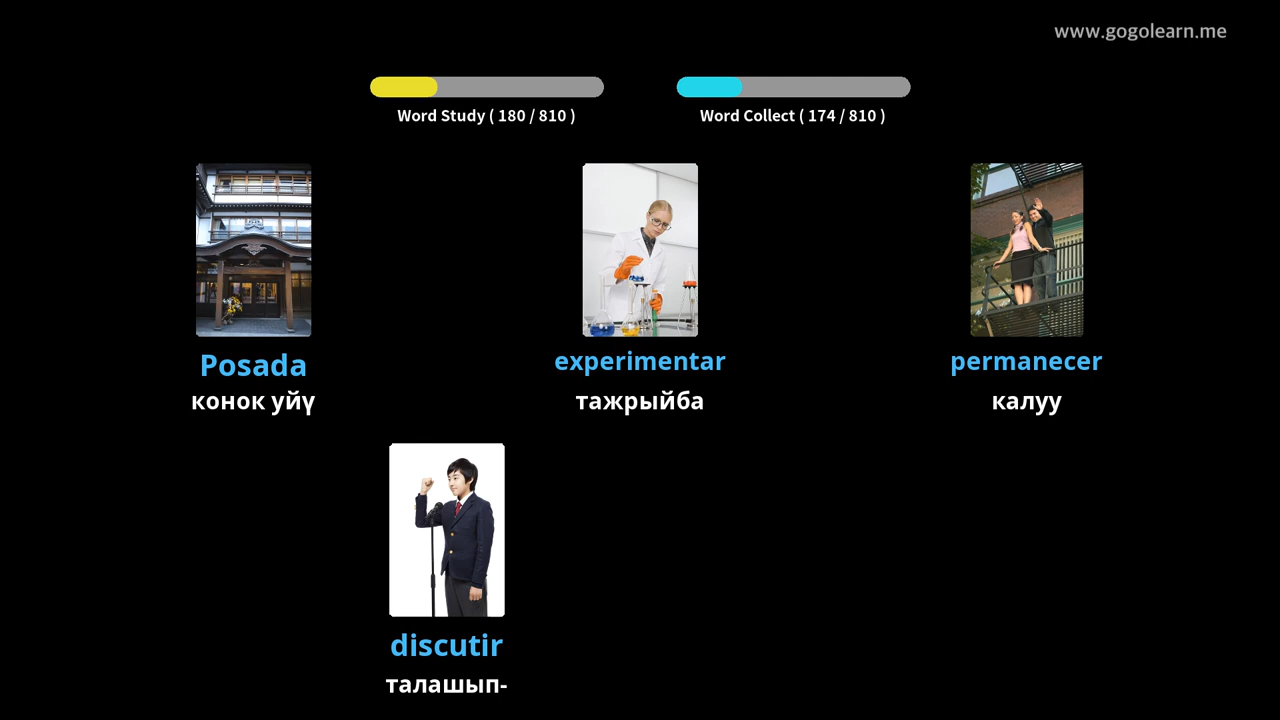 www.gogolearn.me
Word Study ( 180 / 810 )
Word Collect ( 174 / 810 )
Posada
experimentar
permanecer
конок уйү
тажрыйба
калуу
discutir
талашып-